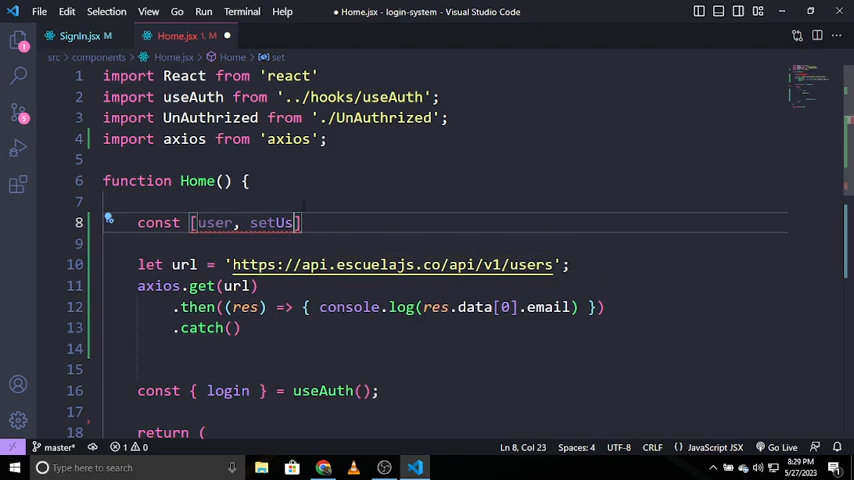 File Edit Selection View Go Run Terminal Help
Home.jsx - login-system - Visual Studio Code
SignIn.jsx M
Home.jsx 1, M
src > components > Home.jsx > Home > set
1 import React from 'react'
2 import useAuth from '../hooks/useAuth';
3 import UnAuthrized from './UnAuthrized';
4 import axios from 'axios';
5
6 function Home() {
7
8 const [user, setUs]
9
10 let url = 'https://api.escuelajs.co/api/v1/users';
11 axios.get(url)
12 .then((res) => { console.log(res.data[0].email) })
13 .catch()
14
15
16 const { login } = useAuth();
17
18 return (
1
5
master* 1 0 Ln 8, Col 23 Spaces: 4 UTF-8 CRLF { } JavaScript JSX Go Live
Type here to search
8:29 PM
5/27/2023